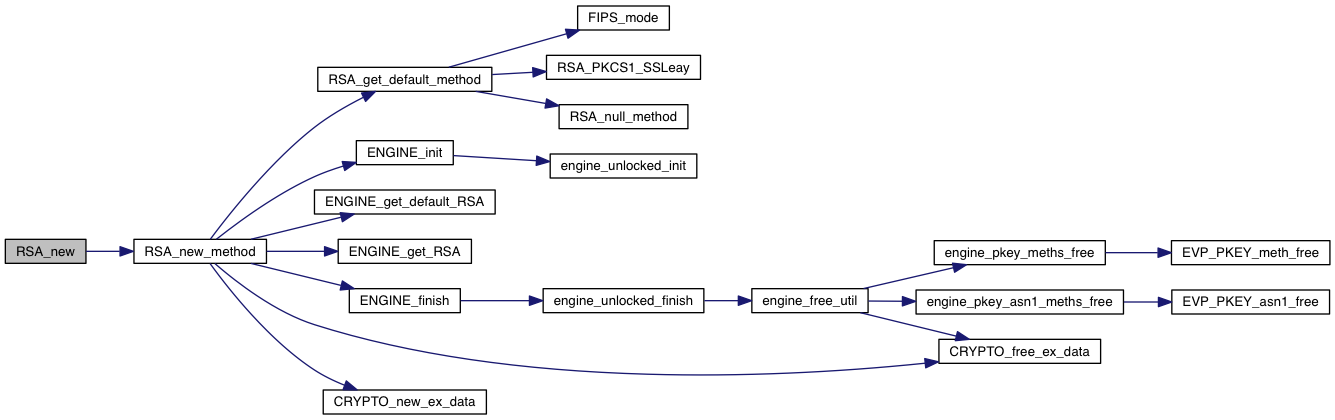 FIPS_mode
RSA_PKCS1_SSLeay
RSA_get_default_method
RSA_null_method
ENGINE_init
engine_unlocked_init
ENGINE_get_default_RSA
RSA_new
RSA_new_method
ENGINE_get_RSA
engine_pkey_meths_free
EVP_PKEY_meth_free
ENGINE_finish
engine_unlocked_finish
engine_free_util
engine_pkey_asn1_meths_free
EVP_PKEY_asn1_free
CRYPTO_free_ex_data
CRYPTO_new_ex_data